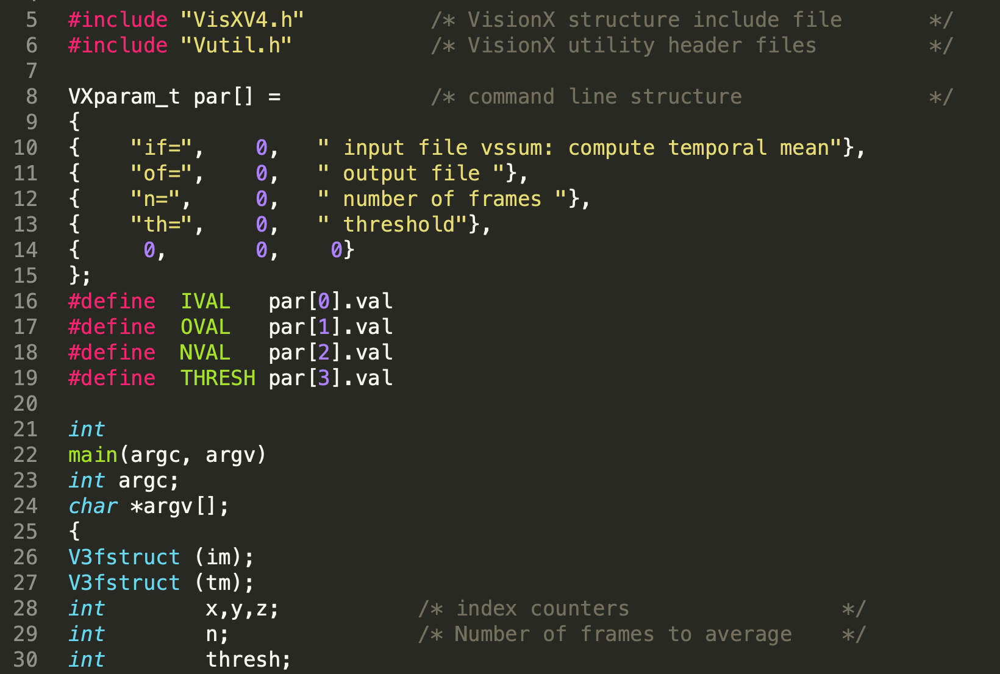 5 #include "VisXV4.h" /* VisionX structure include file */
6 #include "Vutil.h" /* VisionX utility header files */
7
8 VXparam_t par[] = /* command line structure */
9 {
10 { "if=", 0, " input file vssum: compute temporal mean"},
11 { "of=", 0, " output file "},
12 { "n=", 0, " number of frames "},
13 { "th=", 0, " threshold"},
14 { 0, 0, 0}
15 };
16 #define IVAL par[0].val
17 #define OVAL par[1].val
18 #define NVAL par[2].val
19 #define THRESH par[3].val
20
21 int
22 main(argc, argv)
23 int argc;
24 char *argv[];
25 {
26 V3fstruct (im);
27 V3fstruct (tm);
28 int x,y,z; /* index counters */
29 int n; /* Number of frames to average */
30 int thresh;